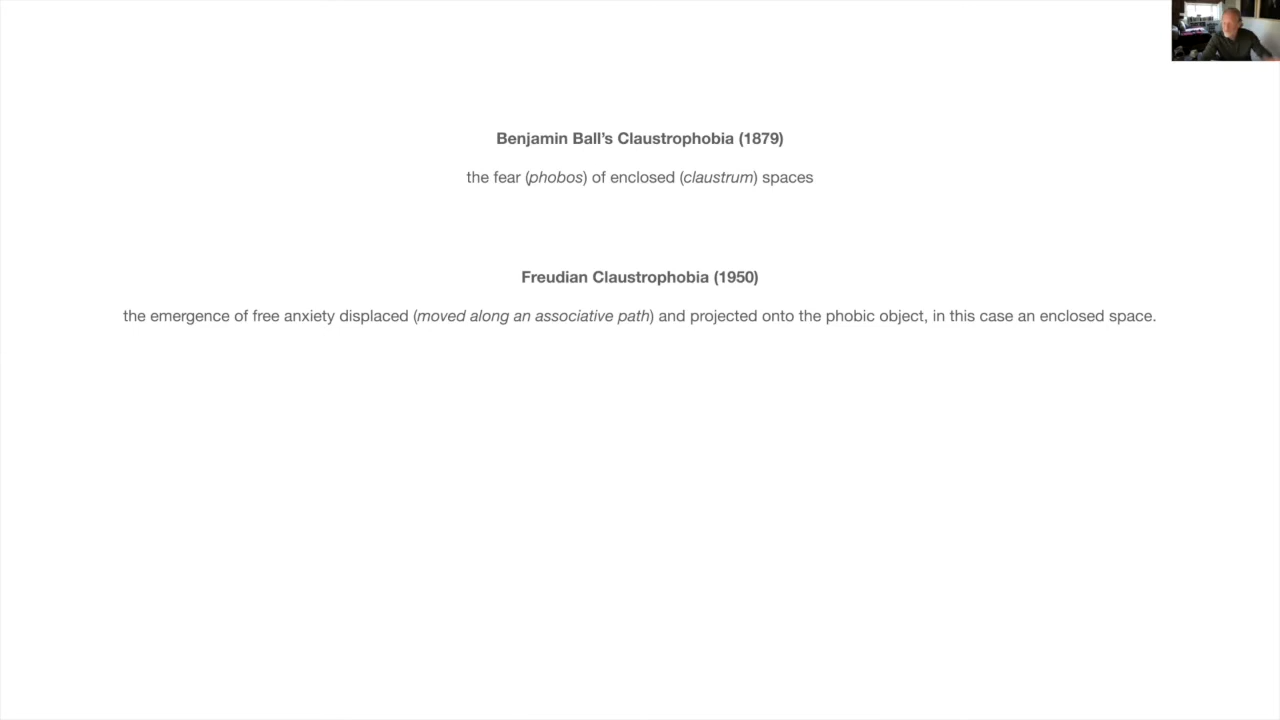 Benjamin Ball’s Claustrophobia (1879)
the fear (phobos) of enclosed (claustrum) spaces
Freudian Claustrophobia (1950)
the emergence of free anxiety displaced (moved along an associative path) and projected onto the phobic object, in this case an enclosed space.